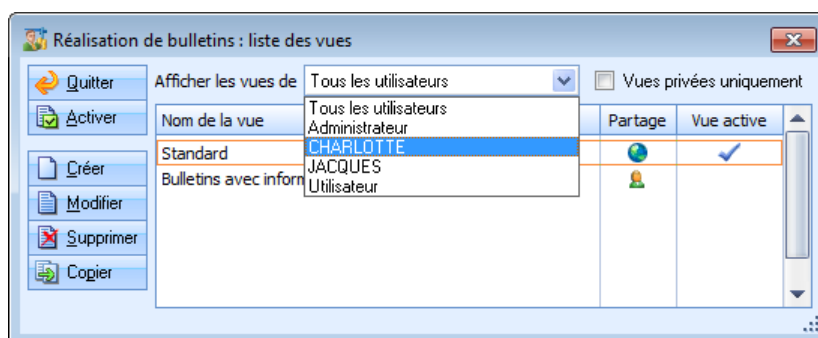 Réalisation de bulletins : liste des vues
Quitter
Afficher les vues de
Tous les utilisateurs
Vues privées uniquement
Activer
Nom de la vue
Tous les utilisateurs
Administrateur
CHARLOTTE
JACQUES
Utilisateur
Partage
Vue active
Standard
Bulletins avec inform
Créer
Modifier
Supprimer
Copier